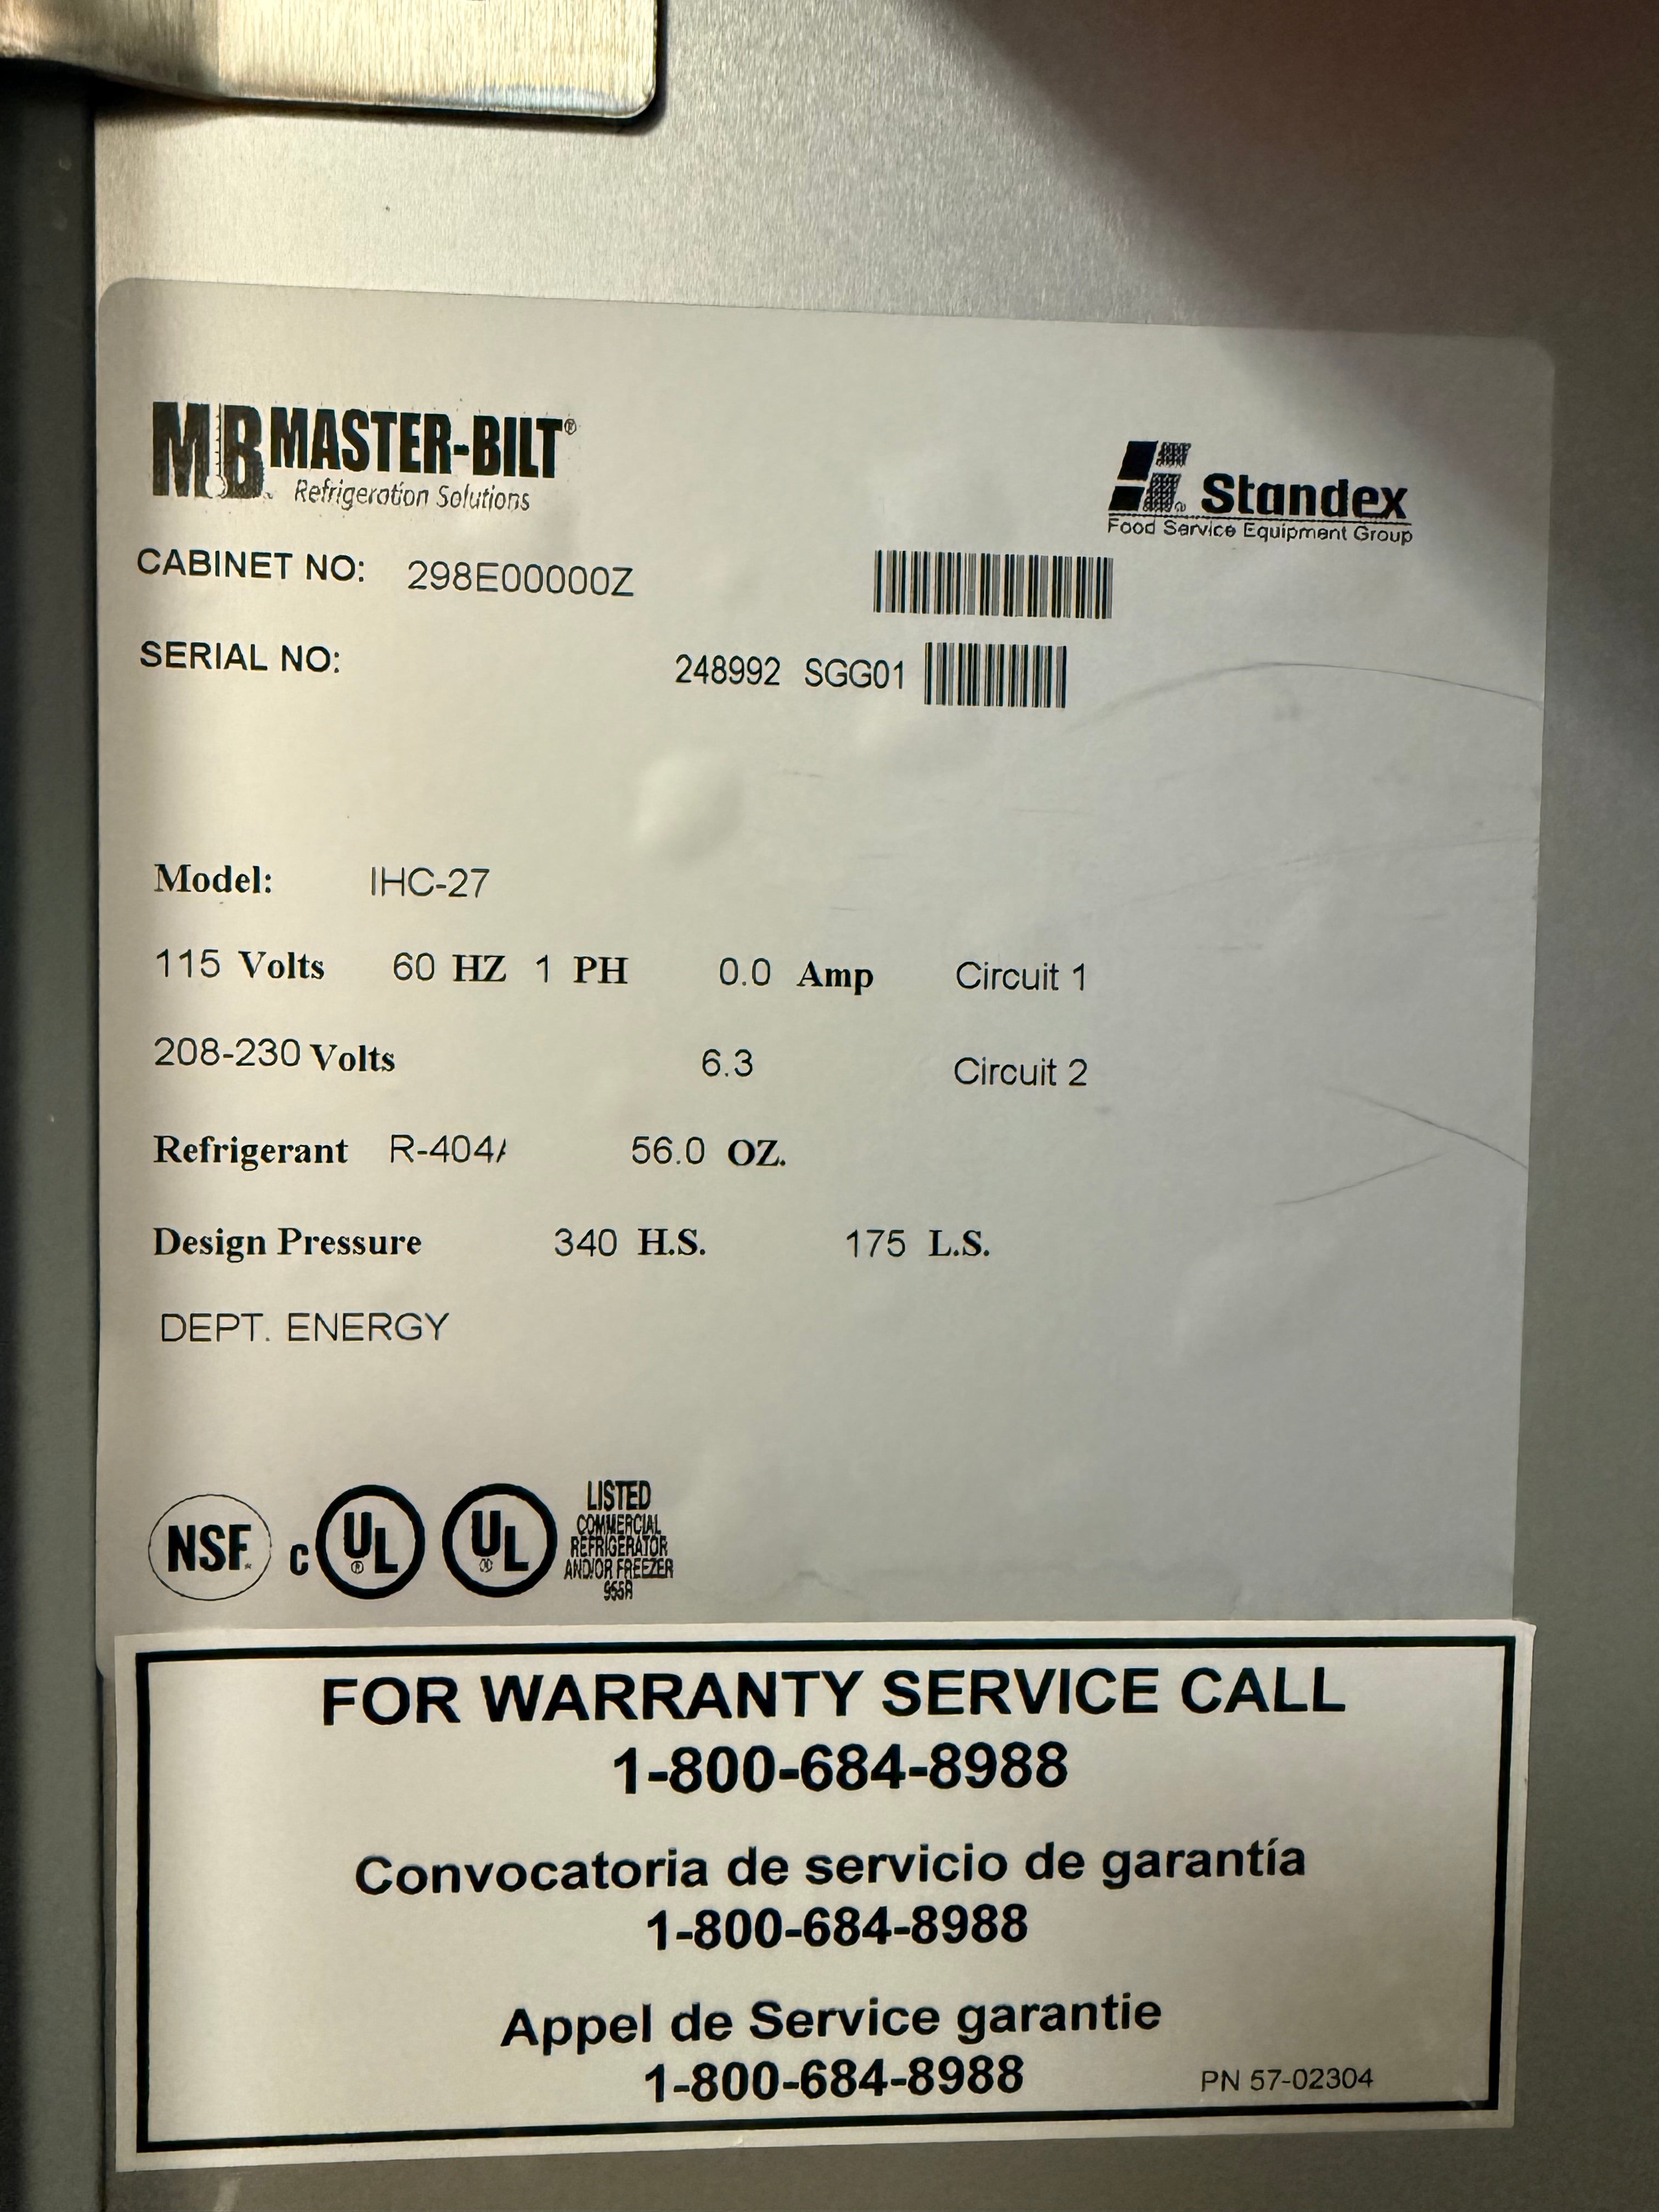 MB MASTER-BILT®
Refrigeration Solutions
Standex
Food Service Equipment Group
CABINET NO: 298E00000Z
SERIAL NO: 248992 SGG01
Model: IHC-27
115 Volts 60 HZ 1 PH 0.0 Amp Circuit 1
208-230 Volts 6.3 Circuit 2
Refrigerant R-404A 56.0 OZ.
Design Pressure 340 H.S. 175 L.S.
DEPT. ENERGY
NSF
C UL® UL®
LISTED
COMMERCIAL
REFRIGERATOR
AND/OR FREEZER
955R
FOR WARRANTY SERVICE CALL
1-800-684-8988
Convocatoria de servicio de garantía
1-800-684-8988
Appel de Service garantie
1-800-684-8988
PN 57-02304